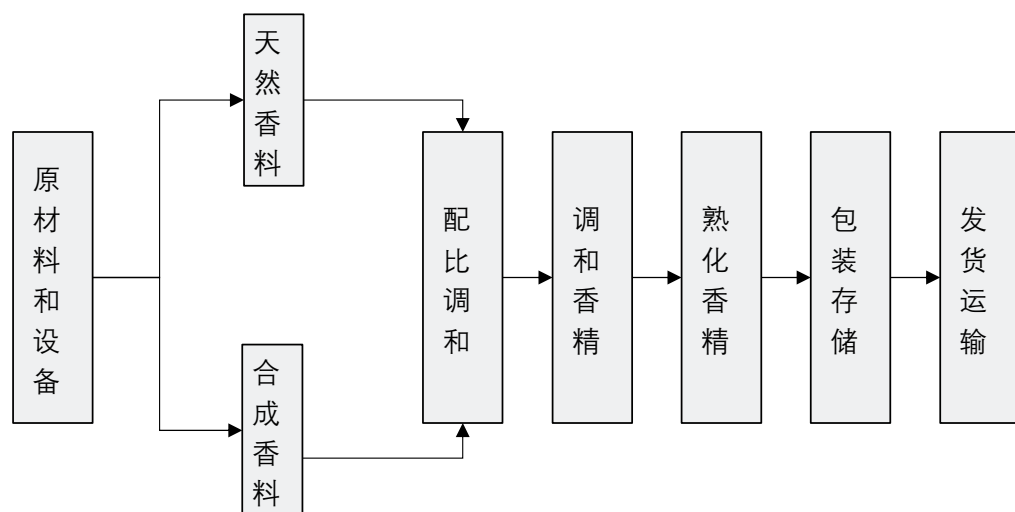 原材料和设备
天然香料
合成香料
配比调和
调和香精
熟化香精
包装存储
发货运输